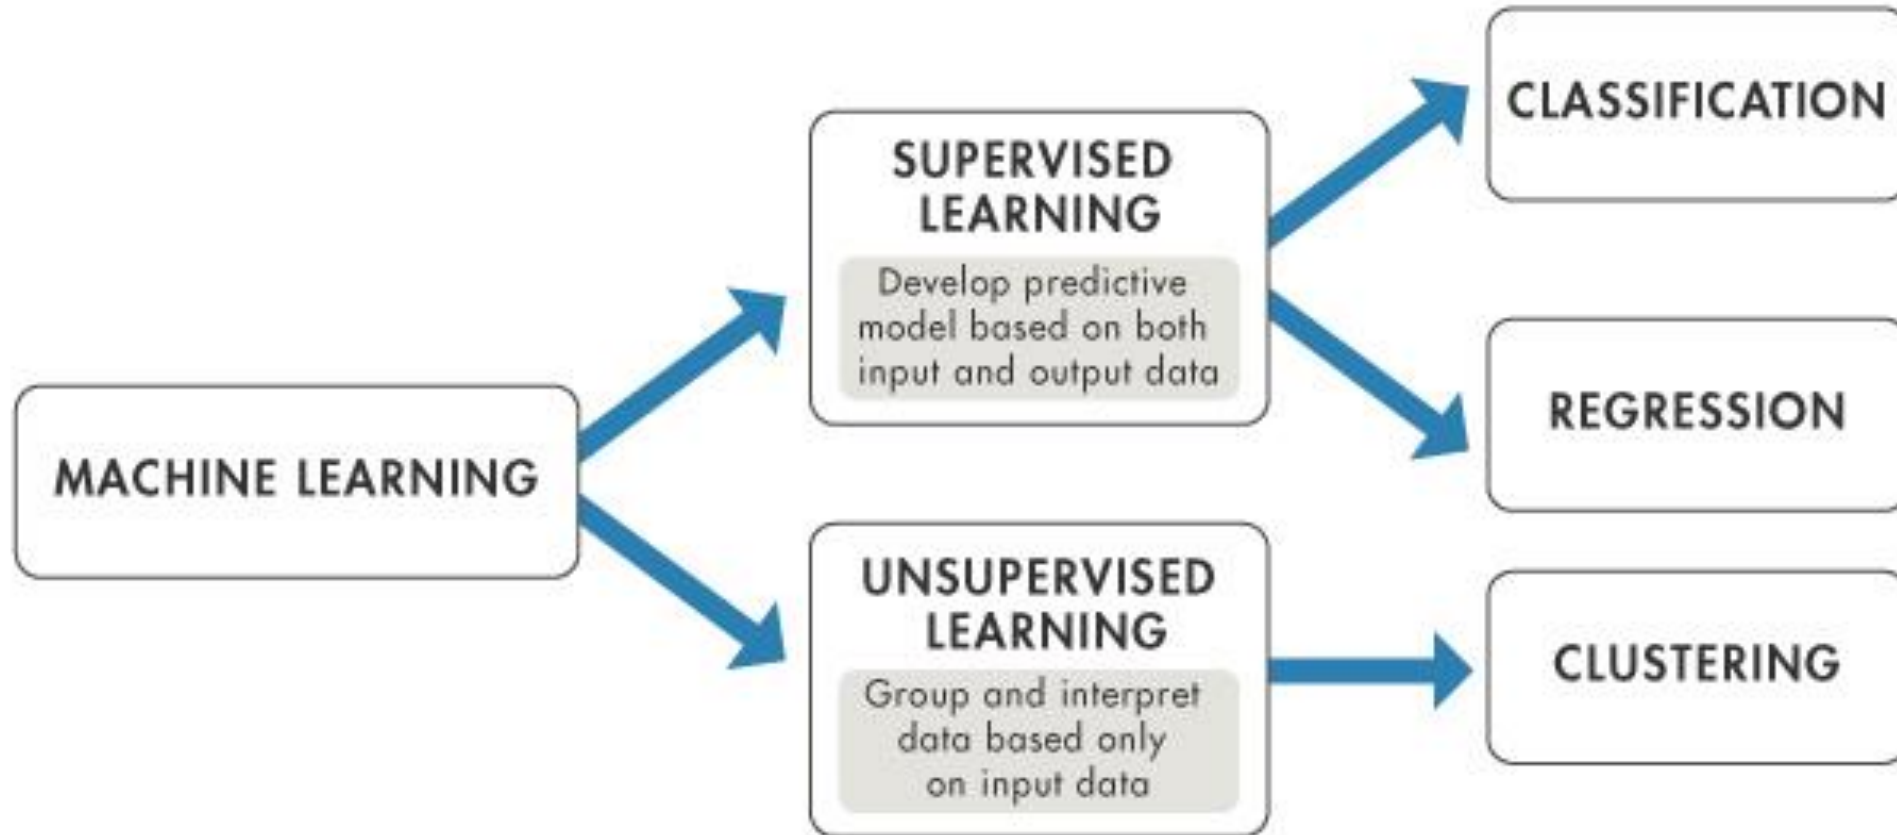 MACHINE LEARNING
SUPERVISED
LEARNING
Develop predictive
model based on both
input and output data
UNSUPERVISED
LEARNING
Group and interpret
data based only
on input data
CLASSIFICATION
REGRESSION
CLUSTERING